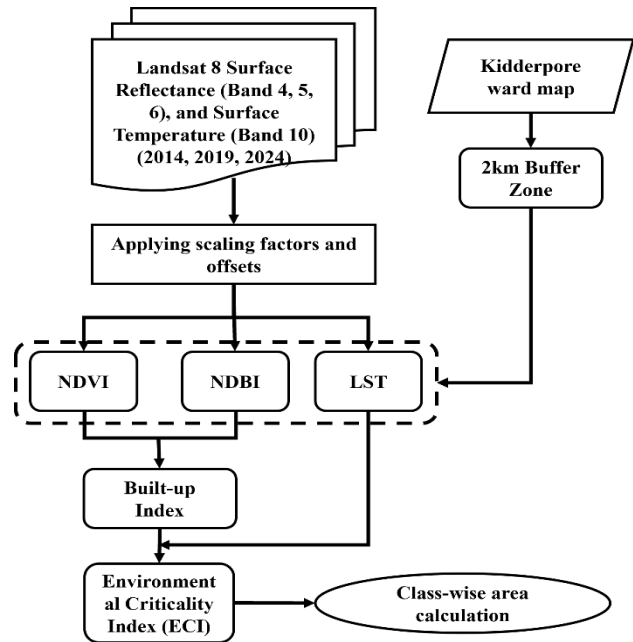 Landsat 8 Surface
Reflectance (Band 4, 5,
6), and Surface
Temperature (Band 10)
(2014, 2019, 2024)
Kidderpore
ward map
2km Buffer
Zone
Applying scaling factors and
offsets
NDVI
NDBI
LST
Built-up
Index
Environment
al Criticality
Index (ECI)
Class-wise area
calculation